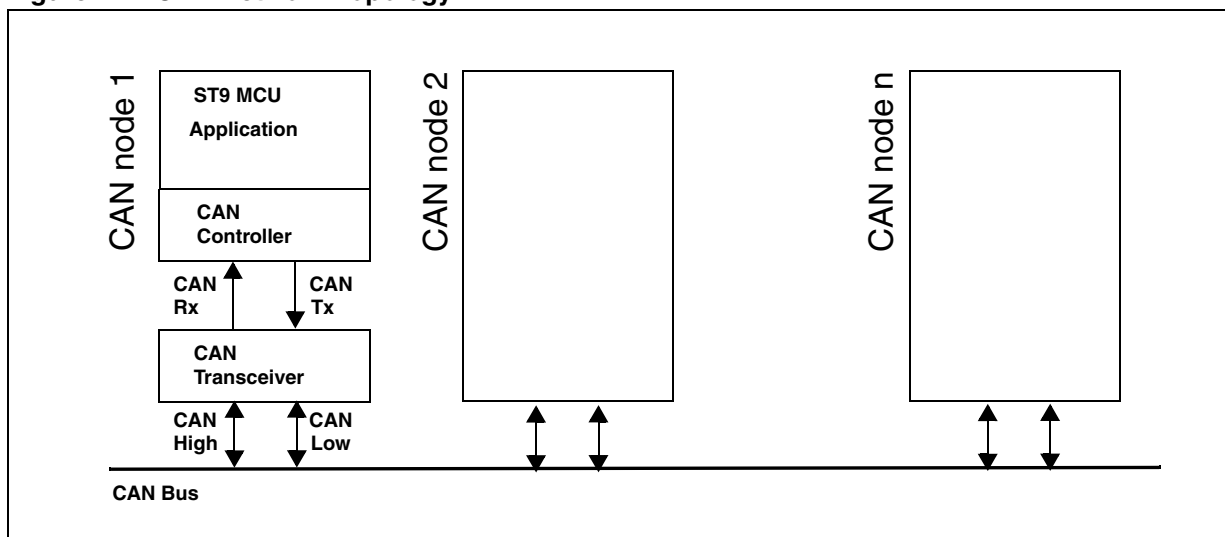 CAN node 1
ST9 MCU
Application
CAN
Controller
CAN
Rx
CAN
Tx
CAN
Transceiver
CAN
High
CAN
Low
CAN node 2
CAN node n
CAN Bus